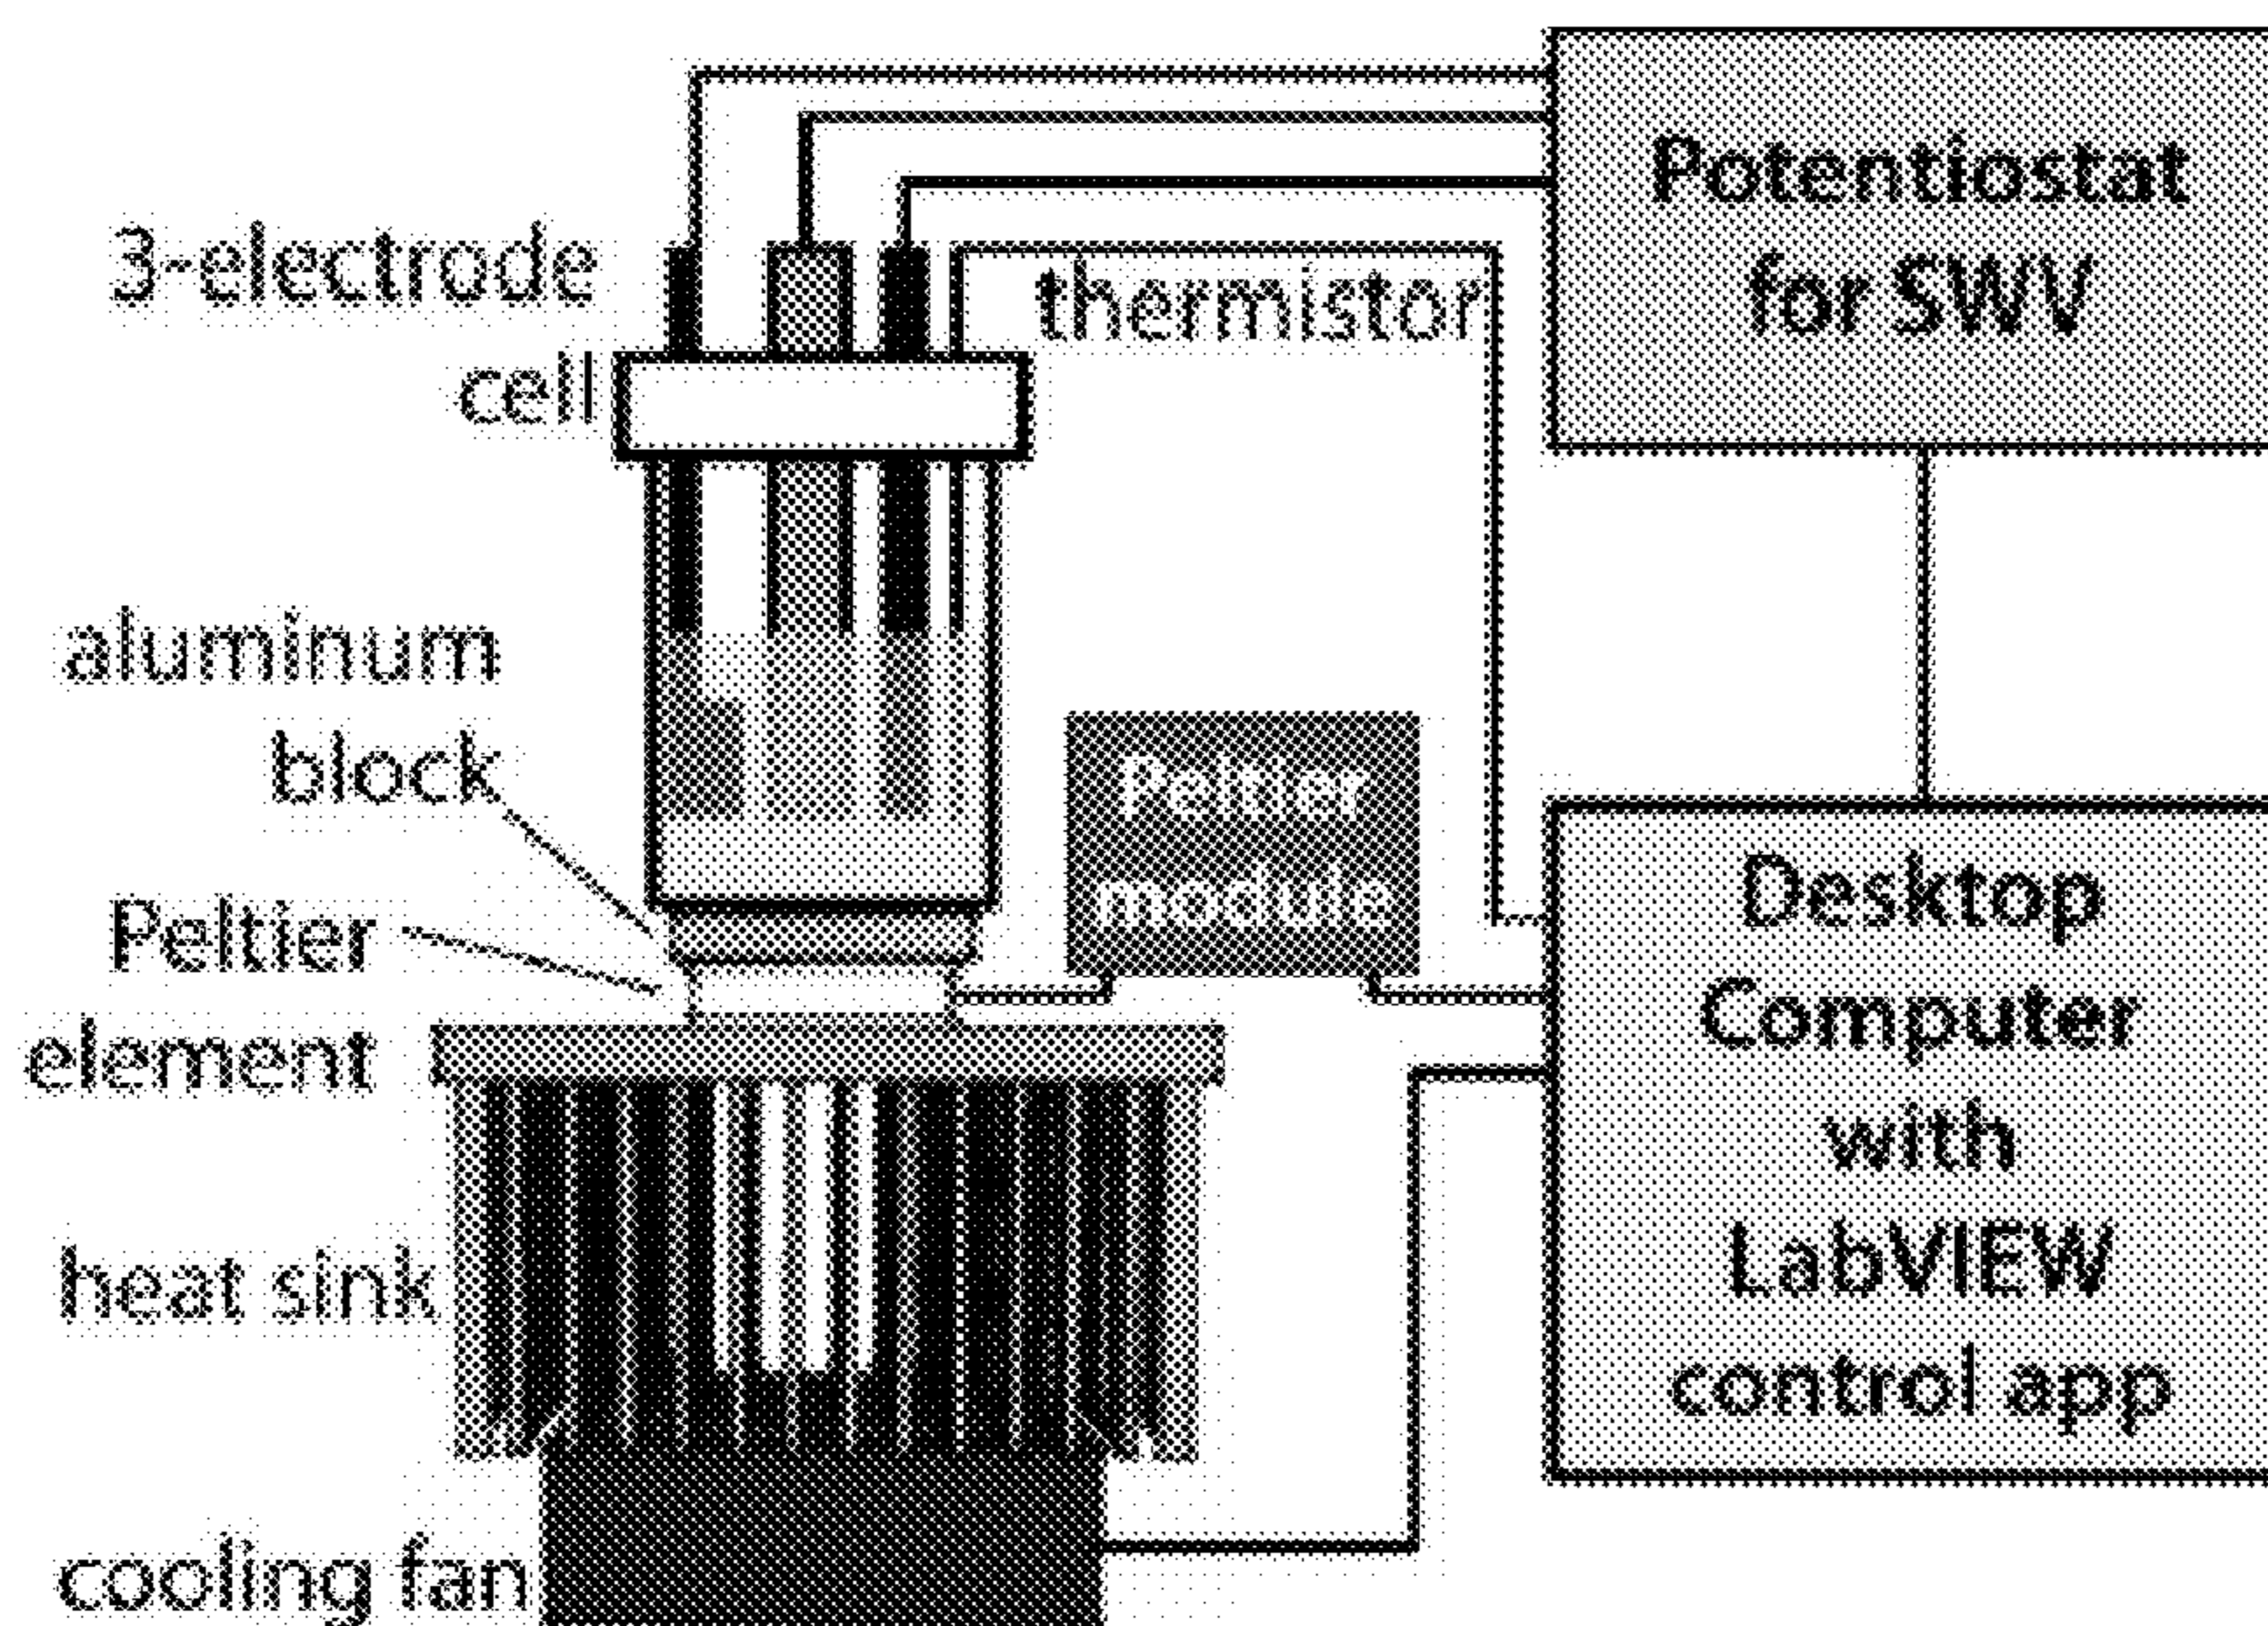 Potentiostat
for SWV
3-electrode
cell
thermistor
aluminum
block
Peltier
module
Peltier
element
Desktop
Computer
with
LabVIEW
control app
heat sink
cooling fan